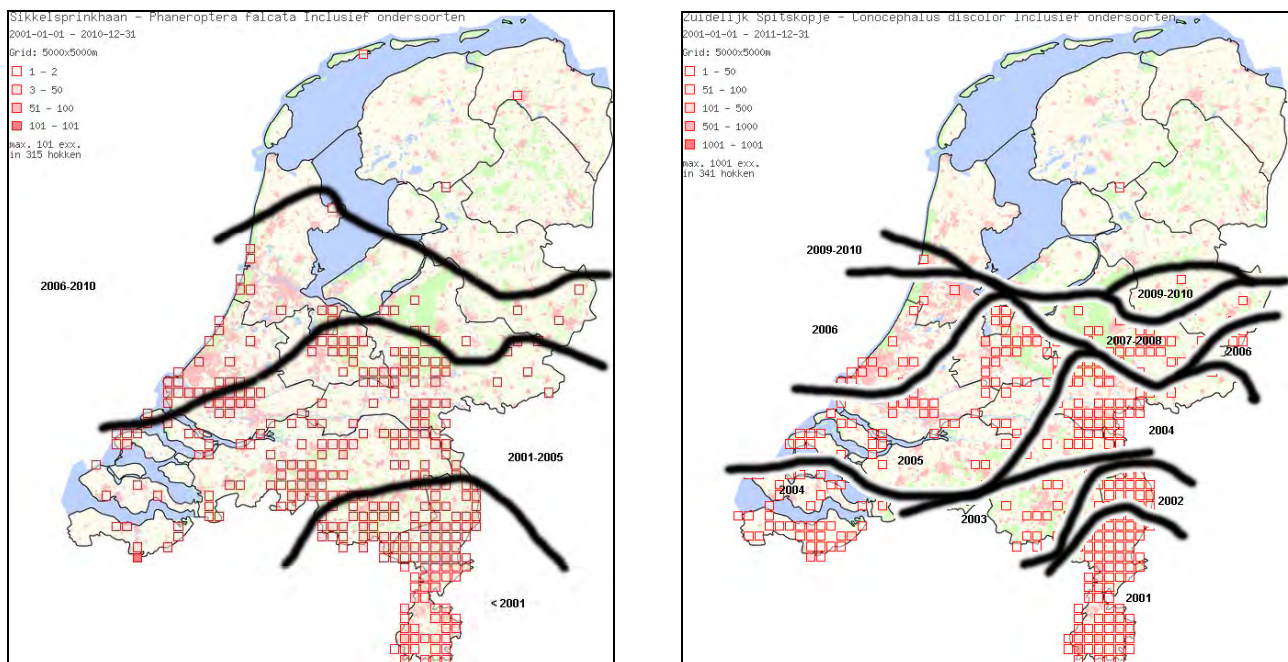 Sikkelsprinkhaan - Phaneroptera falcata Inclusief ondersoorten
2001-01-01 - 2010-12-31
Grid: 5000x5000m
1 - 2
3 - 50
51 - 100
101 - 101
max. 101 exx.
in 315 hokken
2006-2010
2001-2005
< 2001
Zuidelijk Spitskopje - Conocephalus discolor Inclusief ondersoorten
2001-01-01 - 2011-12-31
Grid: 5000x5000m
1 - 50
51 - 100
101 - 500
501 - 1000
1001 - 1001
max. 1001 exx.
in 341 hokken
2009-2010
2009-2010
2006
2007-2008
2006
2004
2005
2004
2002
2003
2001